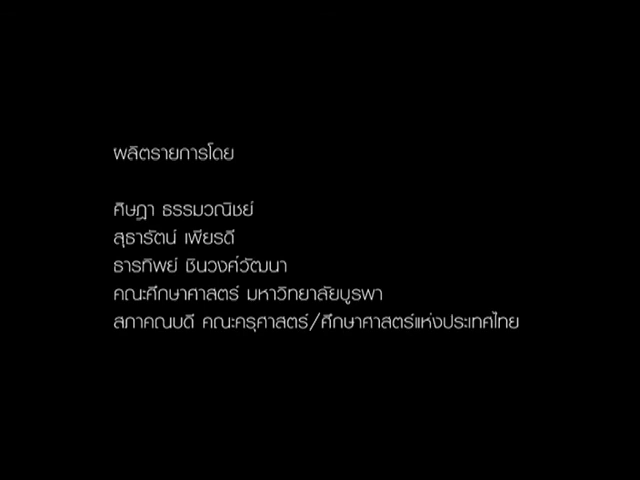 ผลิตรายการโดย
ศิษฎา ธรรมวณิชย์
สุธารัตน์ เพียรดี
ธารทิพย์ ชินวงศ์วัฒนา
คณะศึกษาศาสตร์ มหาวิทยาลัยบูรพา
สภาคณบดี คณะครุศาสตร์/ศึกษาศาสตร์แห่งประเทศไทย